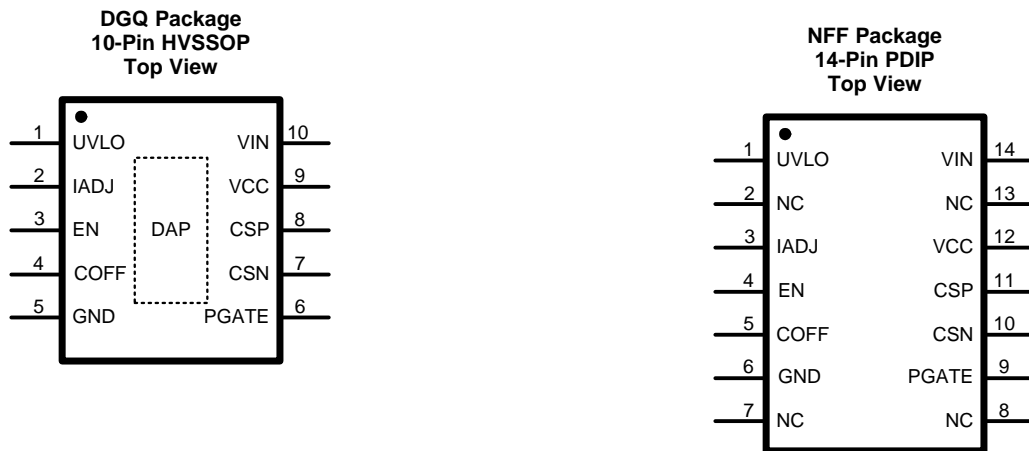 DGQ Package
10-Pin HVSSOP
Top View
1 UVLO VIN 10
2 IADJ VCC 9
3 EN DAP CSP 8
4 COFF CSN 7
5 GND PGATE 6
NFF Package
14-Pin PDIP
Top View
1 UVLO VIN 14
2 NC NC 13
3 IADJ VCC 12
4 EN CSP 11
5 COFF CSN 10
6 GND PGATE 9
7 NC NC 8